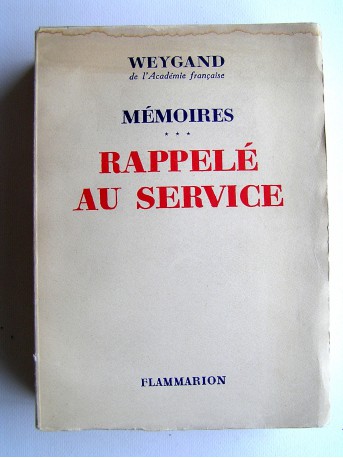 WEYGAND
de l'Académie française
MÉMOIRES
* * *
RAPPELÉ
AU SERVICE
FLAMMARION